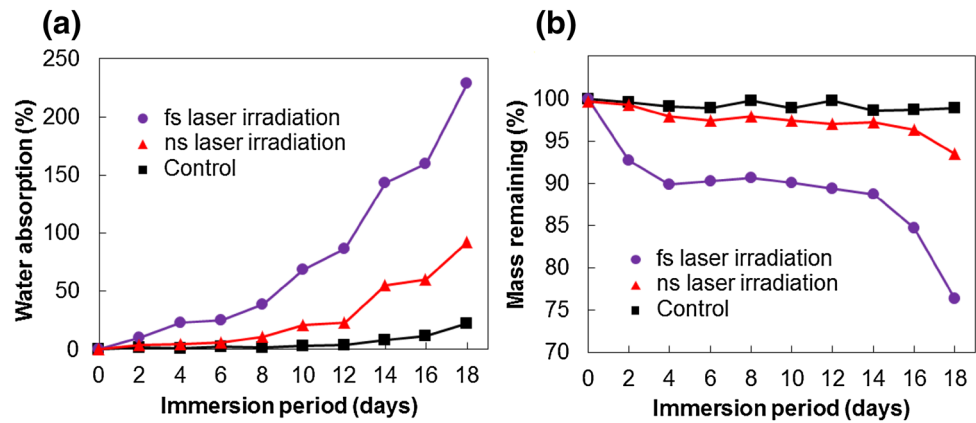 (a)
Water absorption (%)
250
200
150
100
50
0
fs laser irradiation
ns laser irradiation
Control
0 2 4 6 8 10 12 14 16 18
Immersion period (days)
(b)
Mass remaining (%)
100
95
90
85
80
75
70
fs laser irradiation
ns laser irradiation
Control
0 2 4 6 8 10 12 14 16 18
Immersion period (days)